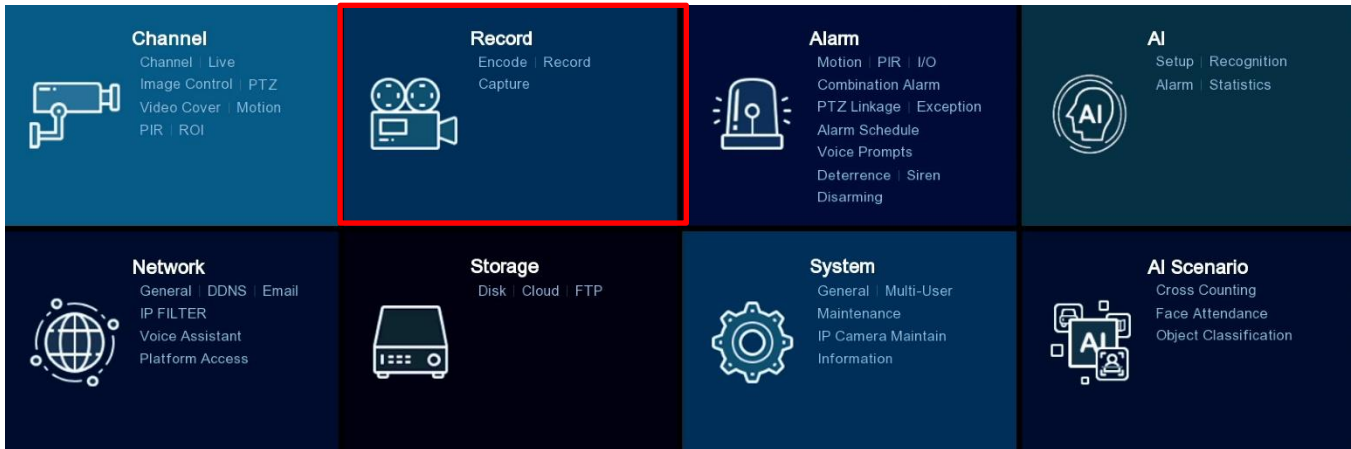 Channel
Channel | Live
Image Control | PTZ
Video Cover | Motion
PIR | ROI
Record
Encode | Record
Capture
Alarm
Motion | PIR | I/O
Combination Alarm
PTZ Linkage | Exception
Alarm Schedule
Voice Prompts
Deterrence | Siren
Disarming
AI
Setup | Recognition
Alarm | Statistics
AI
Network
General | DDNS | Email
IP FILTER
Voice Assistant
Platform Access
Storage
Disk | Cloud | FTP
System
General | Multi-User
Maintenance
IP Camera Maintain
Information
AI Scenario
Cross Counting
Face Attendance
Object Classification
AI